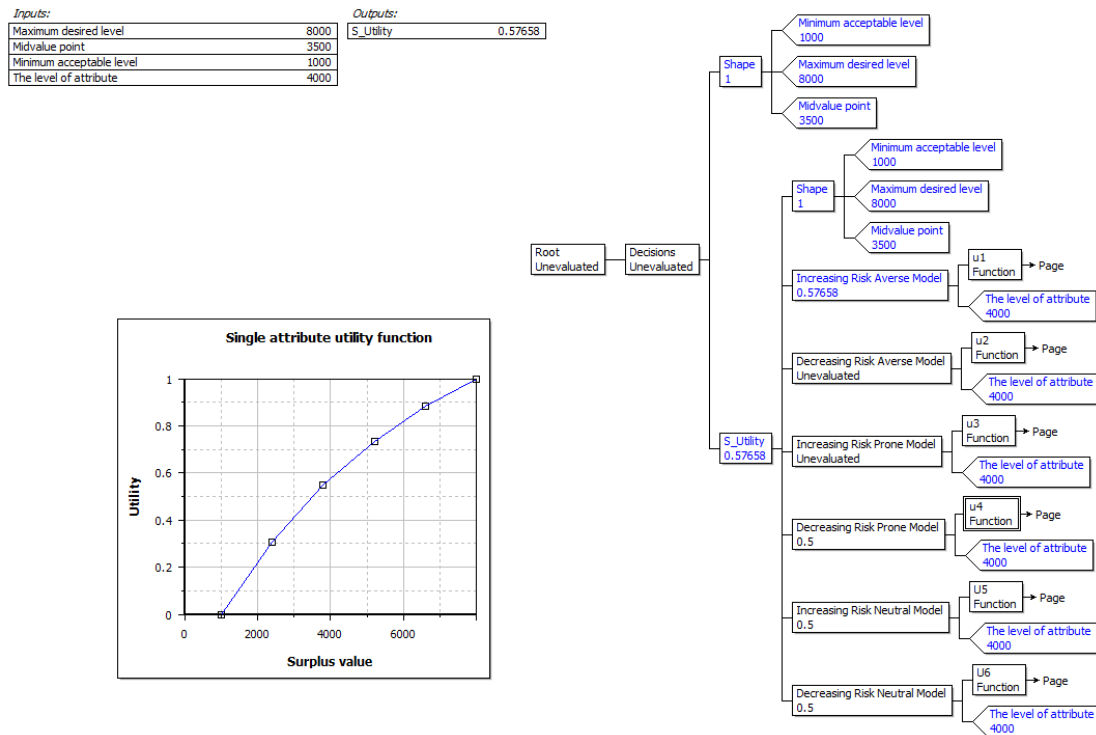 Inputs:
Maximum desired level 8000
Midvalue point 3500
Minimum acceptable level 1000
The level of attribute 4000
Outputs:
S_Utility 0.57658
Minimum acceptable level
1000
Shape
1
Maximum desired level
8000
Midvalue point
3500
Minimum acceptable level
1000
Shape
1
Maximum desired level
8000
Midvalue point
3500
Root
Unevaluated
Decisions
Unevaluated
u1
Function
Page
Increasing Risk Averse Model
0.57658
The level of attribute
4000
u2
Function
Page
Decreasing Risk Averse Model
Unevaluated
The level of attribute
4000
S_Utility
0.57658
u3
Function
Page
Increasing Risk Prone Model
Unevaluated
The level of attribute
4000
u4
Function
Page
Decreasing Risk Prone Model
0.5
The level of attribute
4000
U5
Function
Page
Increasing Risk Neutral Model
0.5
The level of attribute
4000
U6
Function
Page
Decreasing Risk Neutral Model
0.5
The level of attribute
4000
Single attribute utility function
Utility
1
0.8
0.6
0.4
0.2
0
0 2000 4000 6000
Surplus value